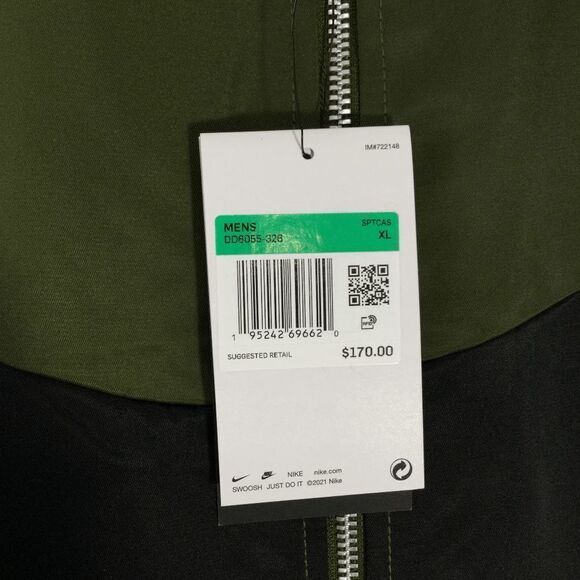 IM#722148
MENS SPTCAS
DD6055-326 XL
1 95242 69662 0
RFID
SUGGESTED RETAIL $170.00
NIKE nike.com
SWOOSH JUST DO IT ©2021 Nike